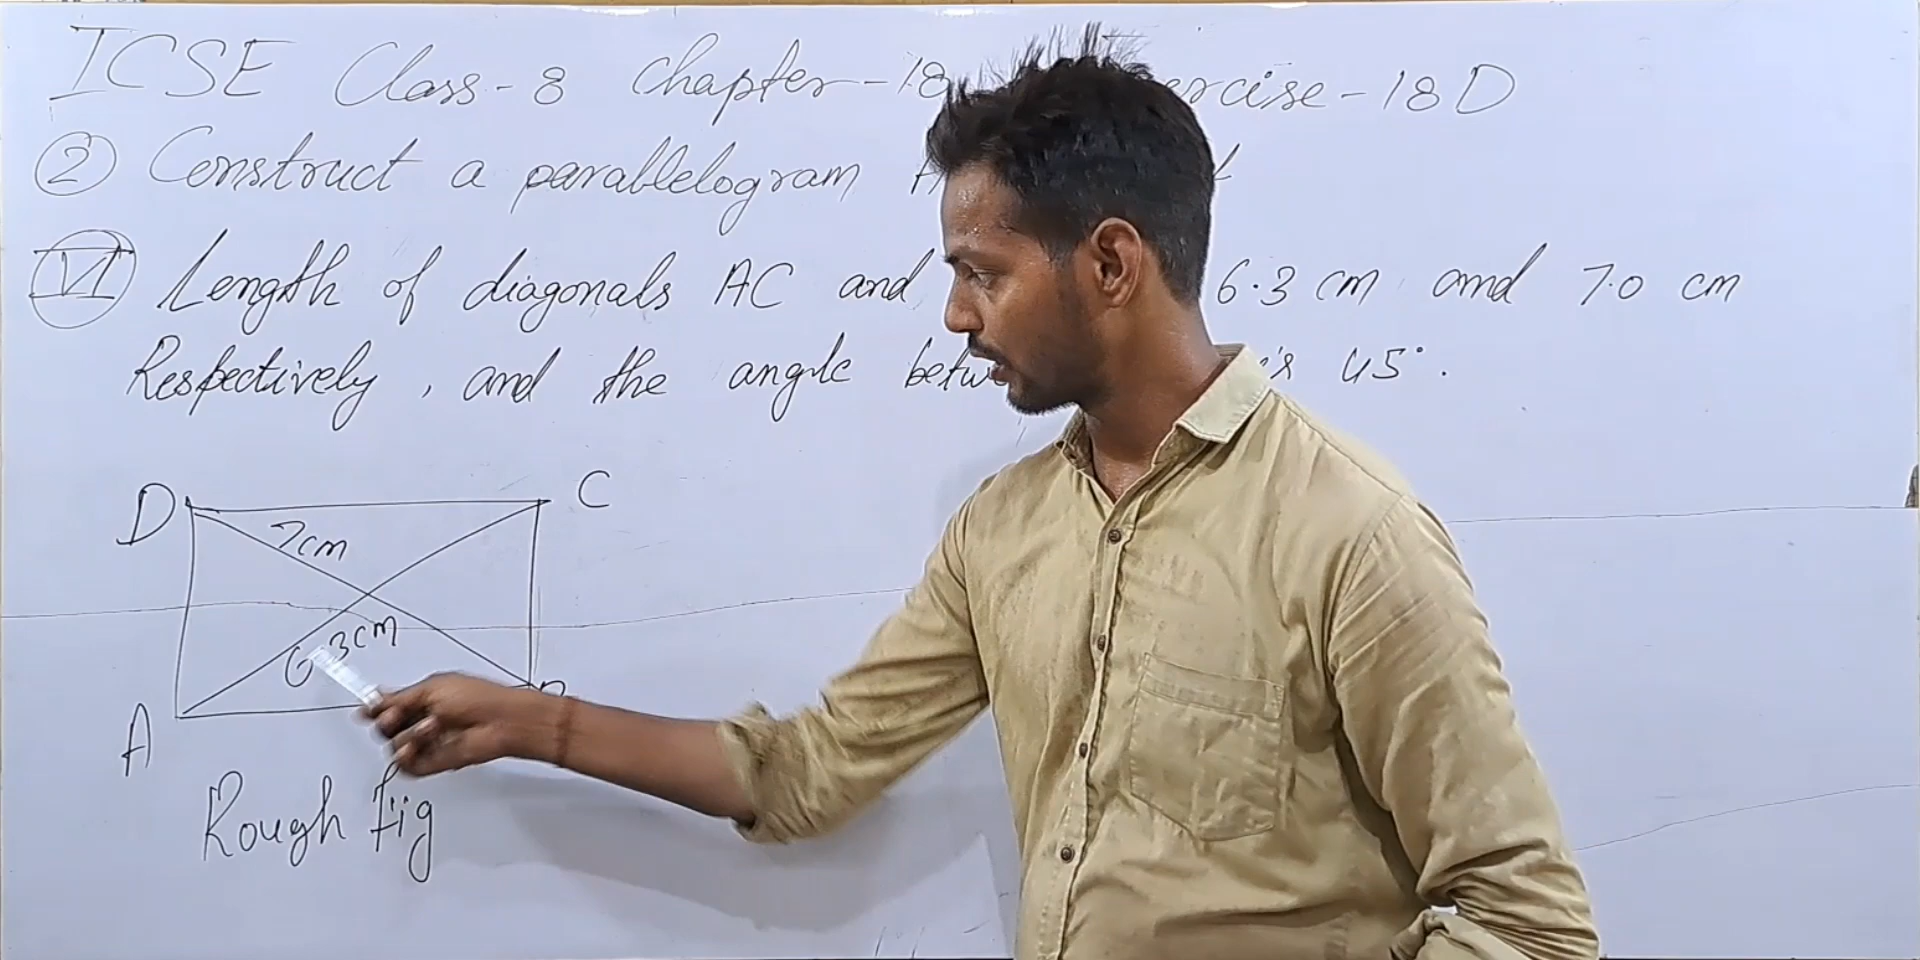 ICSE Class-8 Chapter-18 ercise-18D
② Construct a parablelogram
VI Length of diagonals AC and 6.3 cm and 7.0 cm
Respectively, and the angle betw is 45°.
D C
7cm
6.3cm
A
Rough Fig